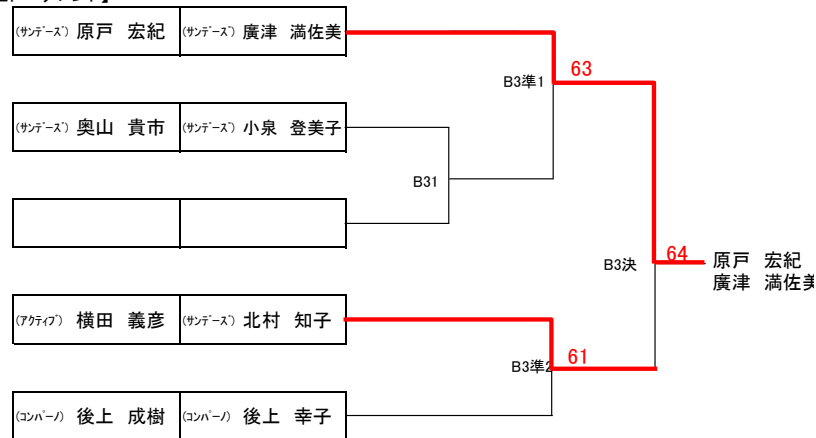 (ｻﾝﾃﾞｰｽﾞ) 原戸 宏紀 (ｻﾝﾃﾞｰｽﾞ) 廣津 満佐美
63
B3準1
(ｻﾝﾃﾞｰｽﾞ) 奥山 貴市 (ｻﾝﾃﾞｰｽﾞ) 小泉 登美子
B31
B3決
64
原戸 宏紀
廣津 満佐美
(ｱｸﾃｨﾌﾞ) 横田 義彦 (ｻﾝﾃﾞｰｽﾞ) 北村 知子
B3準2
61
(ｺﾝﾊﾟｰﾉ) 後上 成樹 (ｺﾝﾊﾟｰﾉ) 後上 幸子